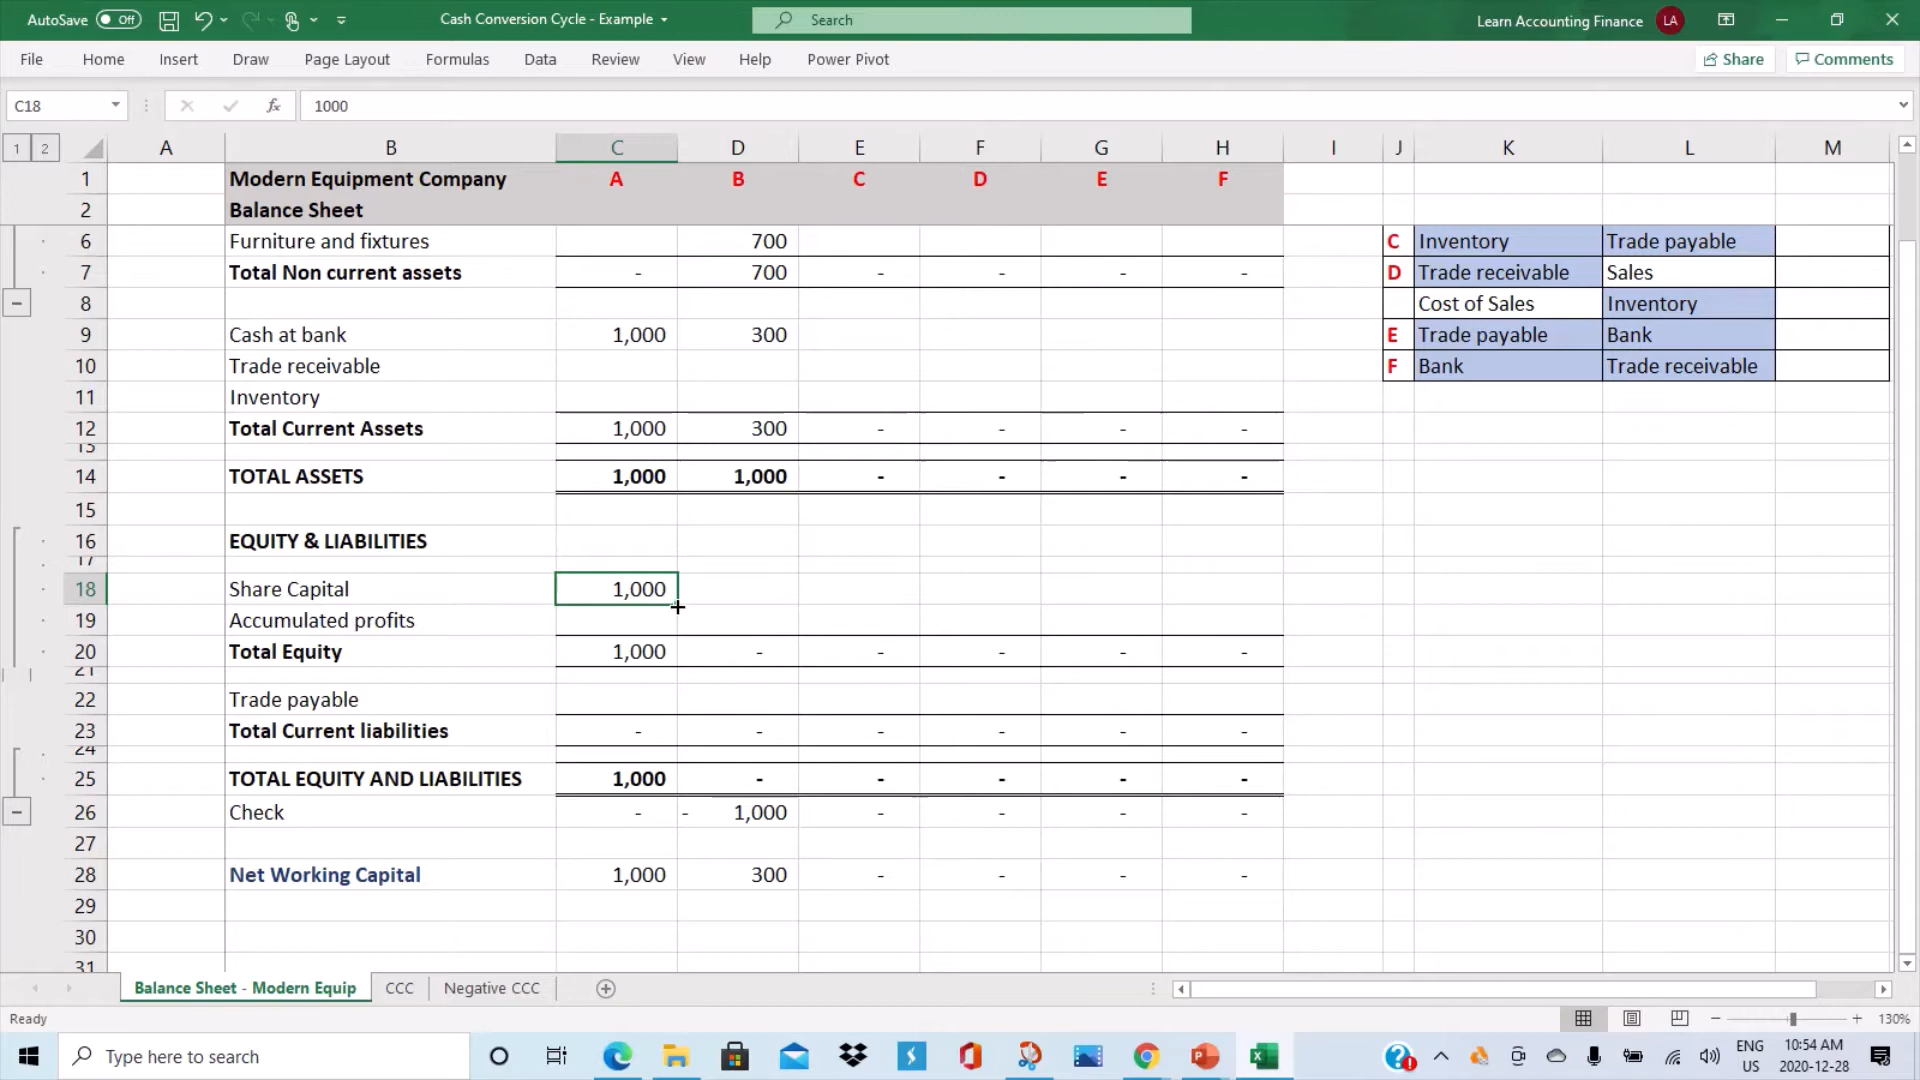 AutoSave Off Cash Conversion Cycle - Example Search Learn Accounting Finance LA
File Home Insert Draw Page Layout Formulas Data Review View Help Power Pivot Share Comments
C18 fx 1000
1 2 A B C D E F G H I J K L M
1 Modern Equipment Company A B C D E F
2 Balance Sheet
6 Furniture and fixtures 700 C Inventory Trade payable
7 Total Non current assets - 700 - - - - D Trade receivable Sales
8 Cost of Sales Inventory
9 Cash at bank 1,000 300 E Trade payable Bank
10 Trade receivable F Bank Trade receivable
11 Inventory
12 Total Current Assets 1,000 300 - - - -
13
14 TOTAL ASSETS 1,000 1,000 - - - -
15
16 EQUITY & LIABILITIES
17
18 Share Capital 1,000
19 Accumulated profits
20 Total Equity 1,000 - - - - -
21
22 Trade payable
23 Total Current liabilities - - - - - -
24
25 TOTAL EQUITY AND LIABILITIES 1,000 - - - - -
26 Check - - 1,000 - - - -
27
28 Net Working Capital 1,000 300 - - - -
29
30
31
Balance Sheet - Modern Equip CCC Negative CCC
Ready 130%
Type here to search ENG US 10:54 AM 2020-12-28